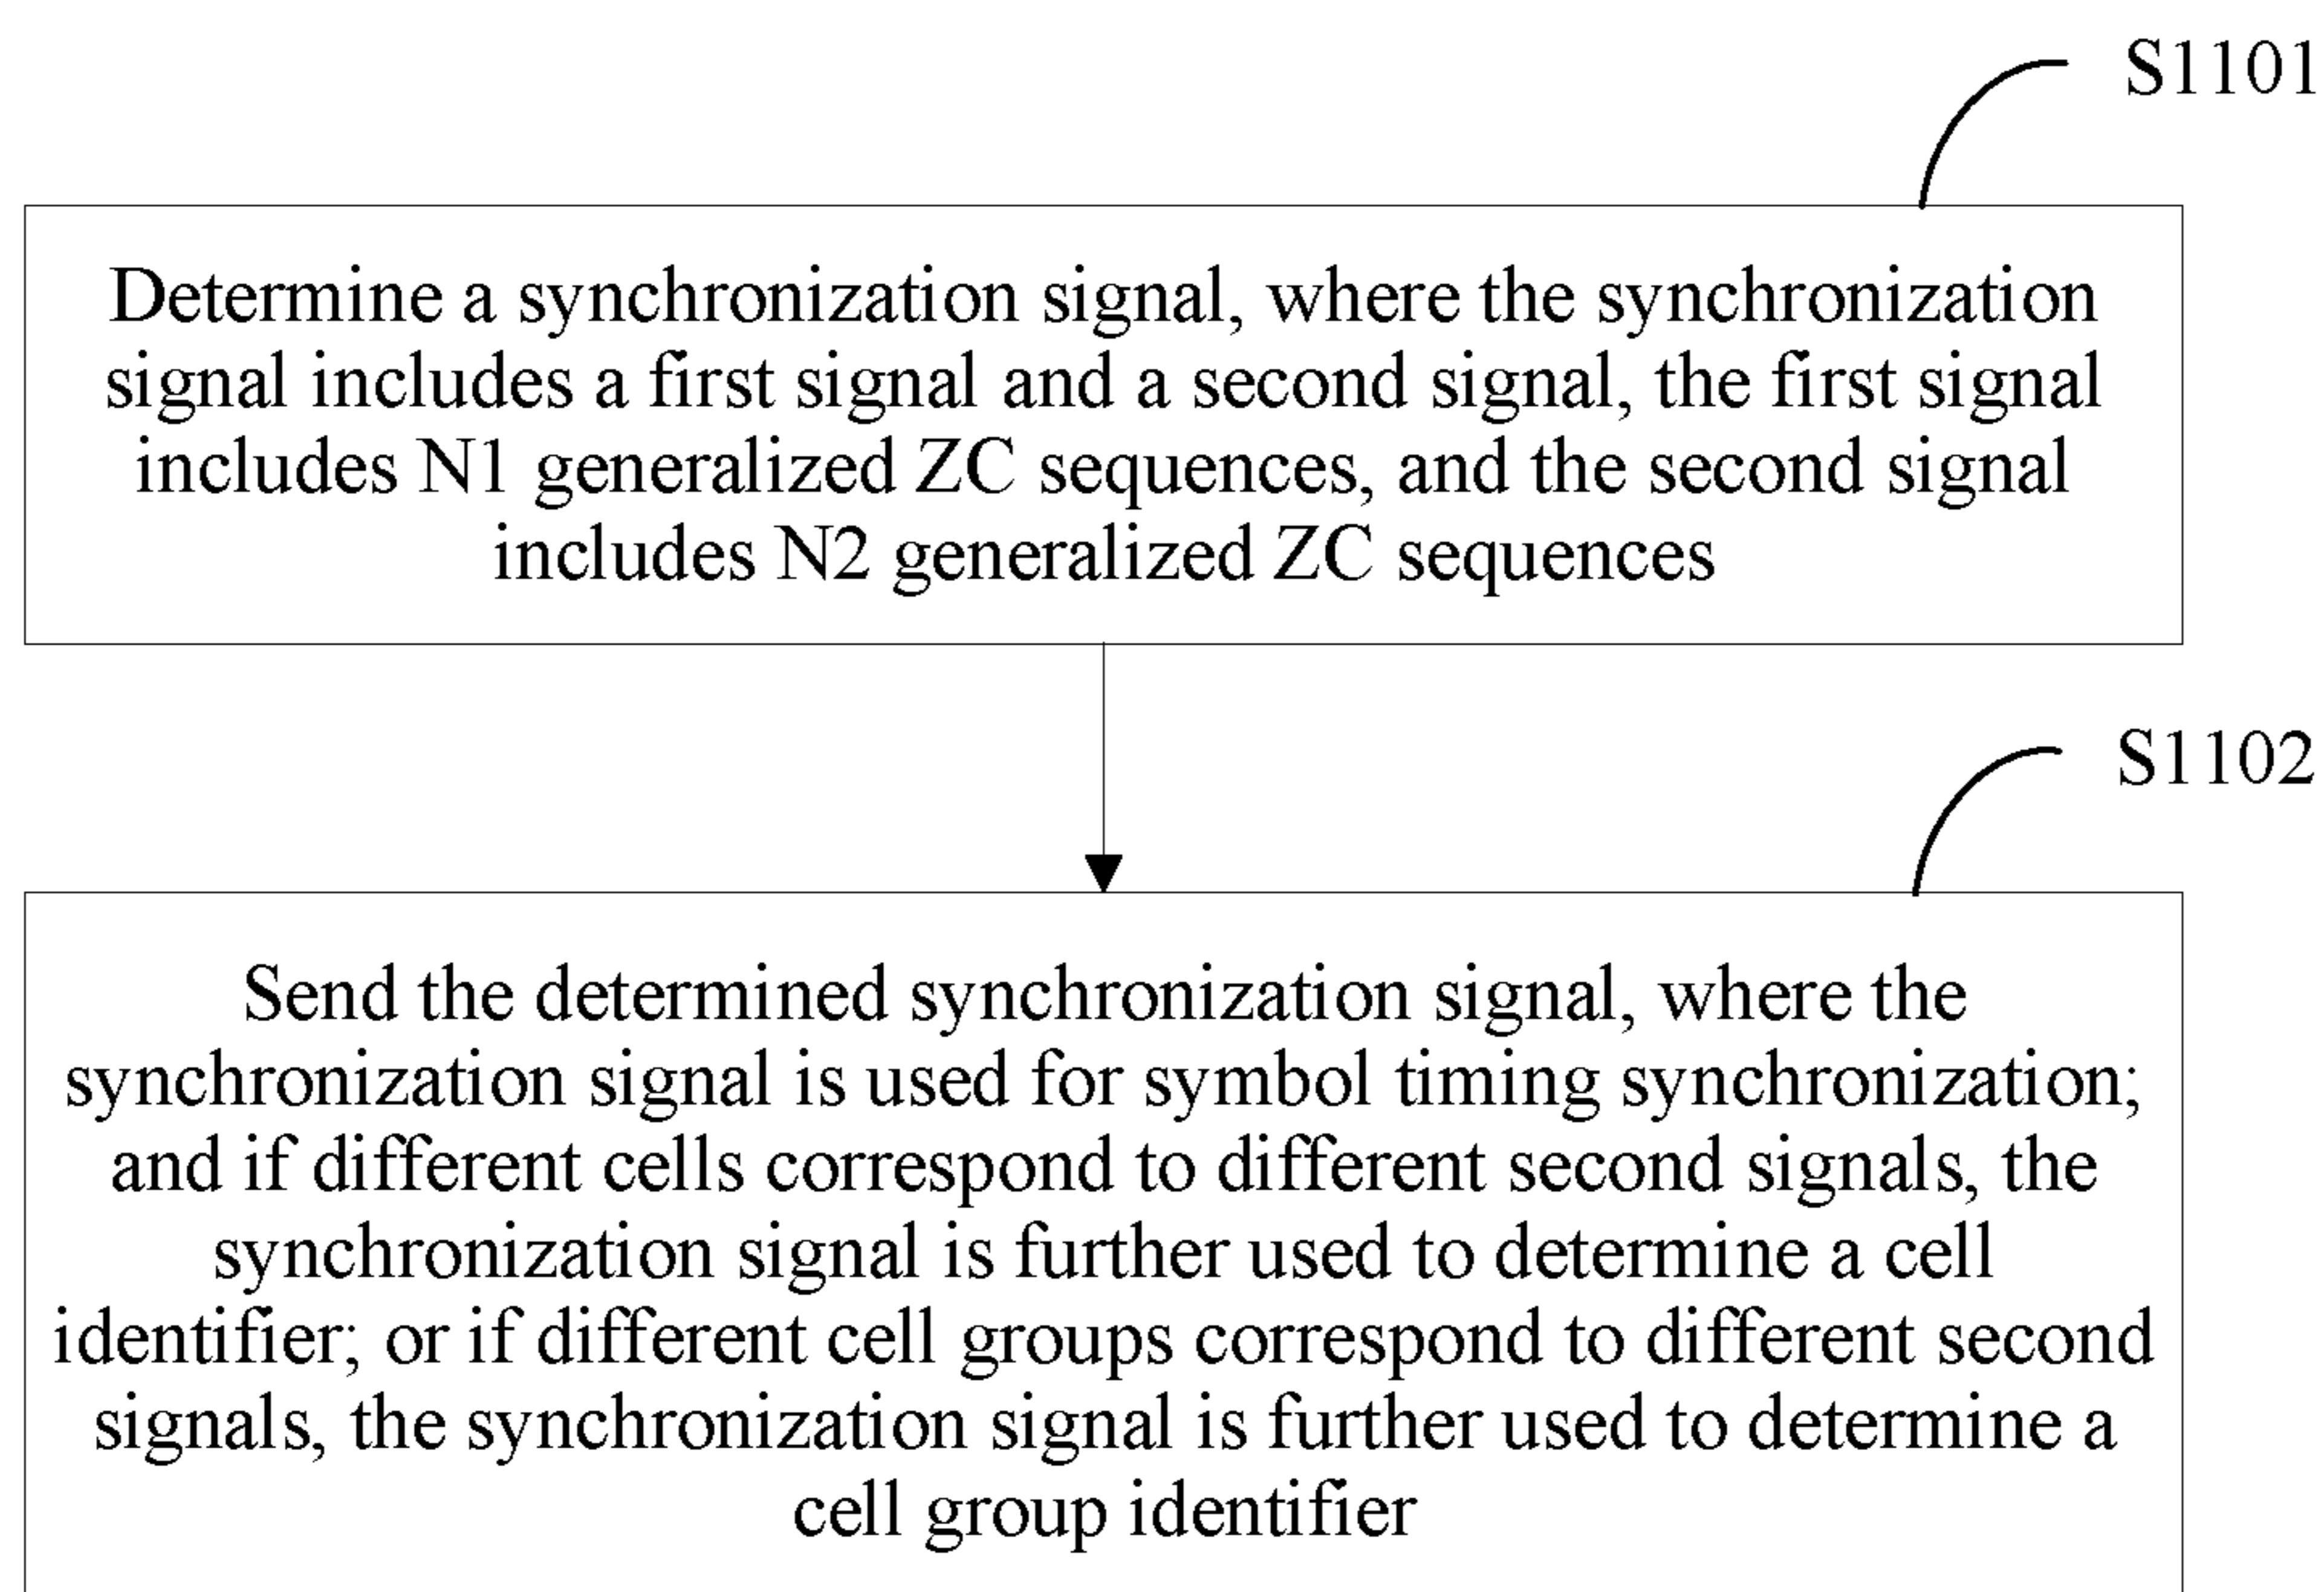 S1101
Determine a synchronization signal, where the synchronization
signal includes a first signal and a second signal, the first signal
includes N1 generalized ZC sequences, and the second signal
includes N2 generalized ZC sequences
S1102
Send the determined synchronization signal, where the
synchronization signal is used for symbol timing synchronization;
and if different cells correspond to different second signals, the
synchronization signal is further used to determine a cell
identifier; or if different cell groups correspond to different second
signals, the synchronization signal is further used to determine a
cell group identifier